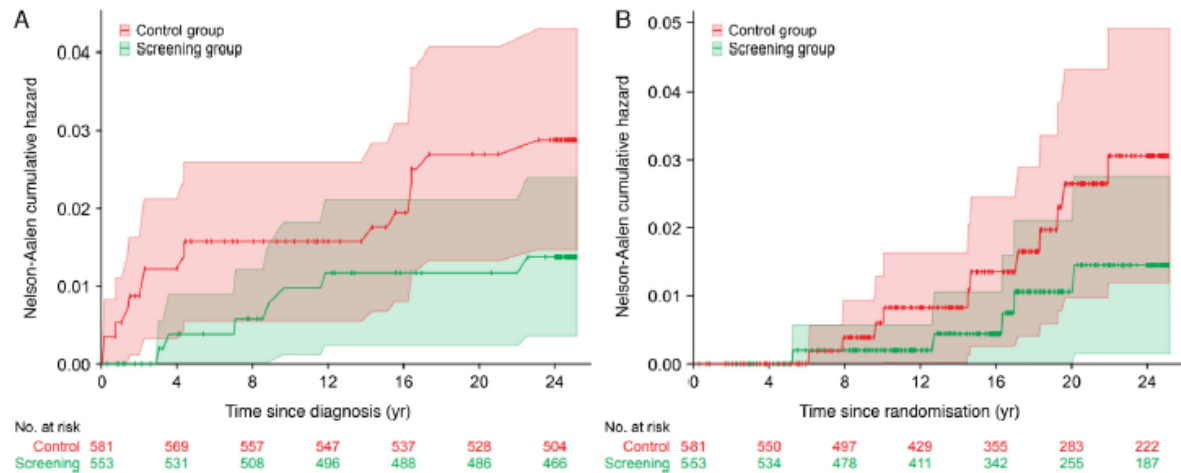 A
Control group
Screening group
Nelson-Aalen cumulative hazard
0.04
0.03
0.02
0.01
0.00
0 4 8 12 16 20 24
Time since diagnosis (yr)
No. at risk
Control 581 569 557 547 537 528 504
Screening 553 531 508 496 488 486 466
B
Control group
Screening group
Nelson-Aalen cumulative hazard
0.05
0.04
0.03
0.02
0.01
0.00
0 4 8 12 16 20 24
Time since randomisation (yr)
No. at risk
Control 581 550 497 429 355 283 222
Screening 553 534 478 411 342 255 187